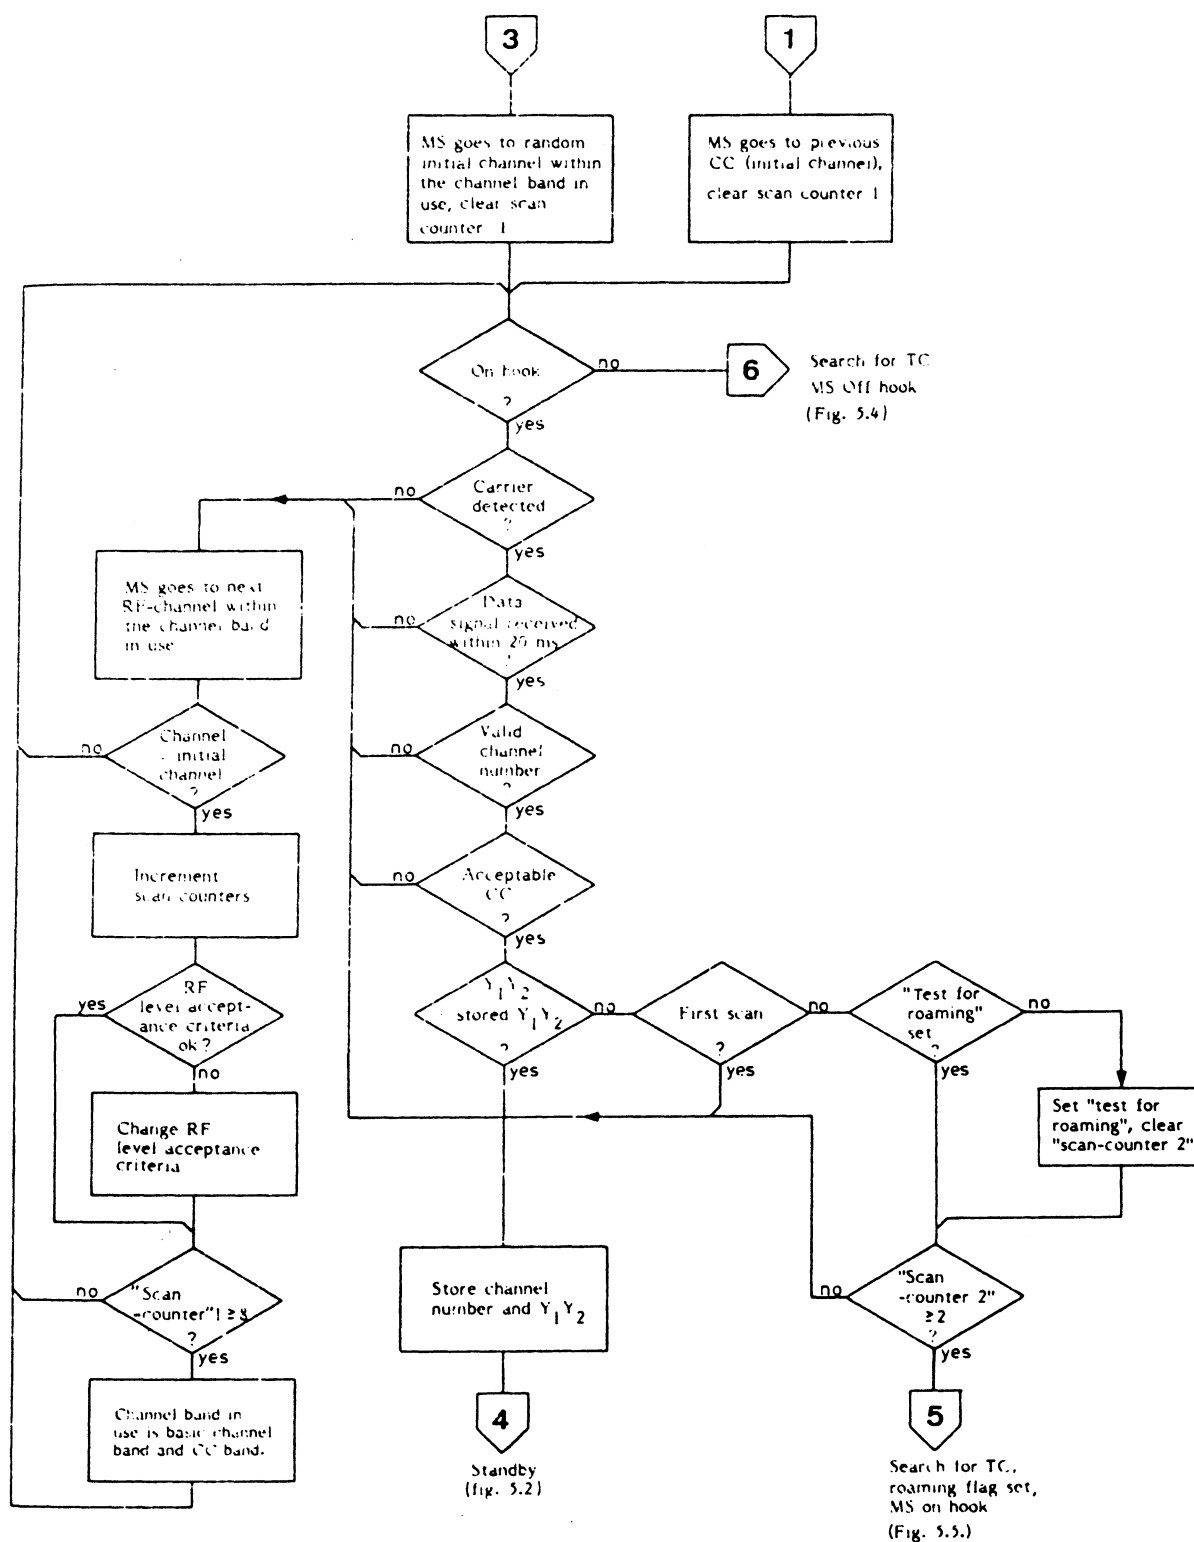 3
1
MS goes to random
initial channel within
the channel band in
use, clear scan
counter 1
MS goes to previous
CC (initial channel),
clear scan counter 1
On hook
?
no
yes
6
Search for TC
MS Off hook
(Fig. 5.4)
Carrier
detected
?
no
yes
MS goes to next
RF-channel within
the channel band
in use
Data
signal received
within 20 ms
no
yes
Channel
= initial
channel
?
no
yes
Valid
channel
number
?
no
yes
Increment
scan counters
Acceptable
CC
?
no
yes
RF
level accept-
ance criteria
ok?
yes
no
Y1Y2
stored Y1Y2
?
no
yes
First scan
?
no
yes
"Test for
roaming"
set
?
no
yes
Change RF
level acceptance
criteria
Set "test for
roaming", clear
"scan-counter 2"
"Scan
-counter"1 ≥ 8
?
no
yes
Store channel
number and Y1Y2
"Scan
-counter 2"
≥2
?
no
yes
Channel band in
use is basic channel
band and CC band.
4
Standby
(fig. 5.2)
5
Search for TC,
roaming flag set,
MS on hook
(Fig. 5.5.)